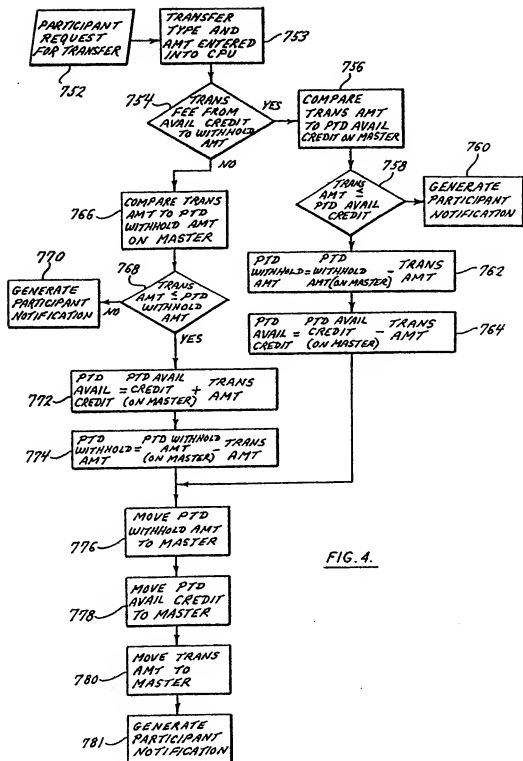 PARTICIPANT
REQUEST
FOR TRANSFER
752
TRANSFER
TYPE AND
AMT ENTERED
INTO CPU
753
754
TRANS
FEE FROM
AVAIL CREDIT
TO WITHHOLD
AMT
YES
NO
756
COMPARE
TRANS AMT
TO PTD AVAIL
CREDIT ON MASTER
758
TRANS
AMT ≤
PTD AVAIL
CREDIT
760
GENERATE
PARTICIPANT
NOTIFICATION
PTD PTD
WITHHOLD=WITHHOLD - TRANS
AMT AMT(ON MASTER) AMT
762
PTD PTD AVAIL
AVAIL = CREDIT - TRANS
CREDIT (ON MASTER) AMT
764
766
COMPARE TRANS
AMT TO PTD
WITHHOLD AMT
ON MASTER
768
TRANS
AMT ≤ PTD
WITHHOLD
AMT
NO
YES
770
GENERATE
PARTICIPANT
NOTIFICATION
772
PTD PTD AVAIL
AVAIL = CREDIT + TRANS
CREDIT (ON MASTER) AMT
774
PTD PTD WITHHOLD
WITHHOLD = AMT - TRANS
AMT (ON MASTER) AMT
776
MOVE PTD
WITHHOLD AMT
TO MASTER
778
MOVE PTD
AVAIL CREDIT
TO MASTER
780
MOVE TRANS
AMT TO
MASTER
781
GENERATE
PARTICIPANT
NOTIFICATION
FIG. 4.